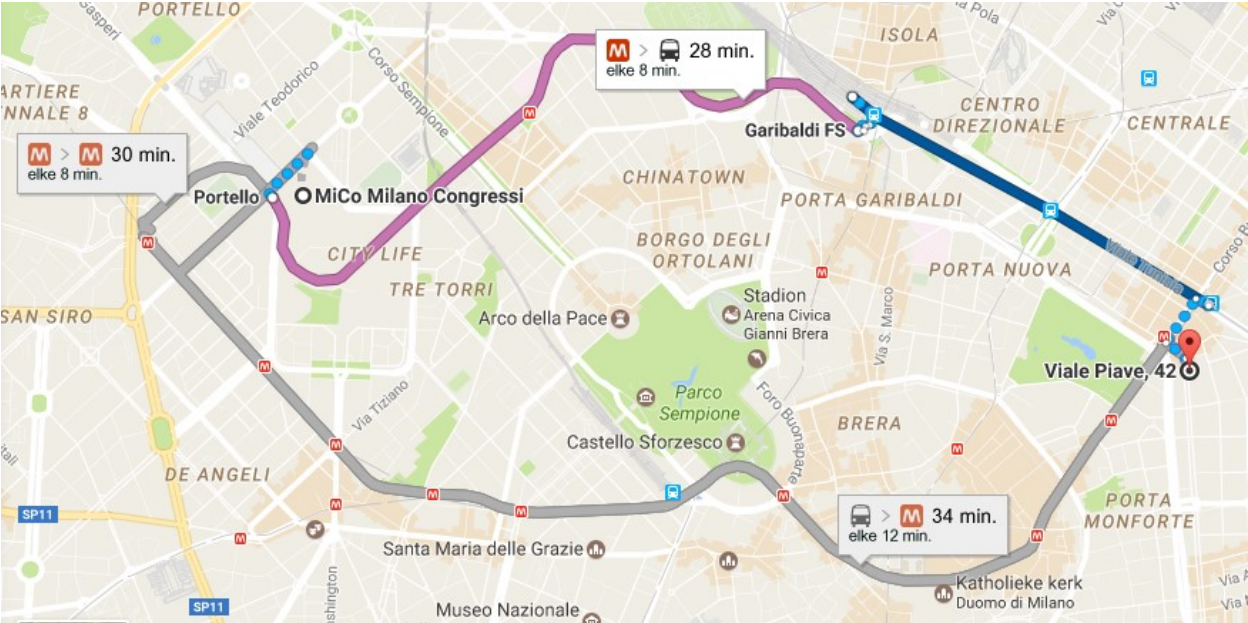 PORTELLO
Gasperi
la Pola
ISOLA
Viale Teodorico
Corso Sempione
M > 28 min.
elke 8 min.
CENTRO
DIREZIONALE
CENTRALE
Garibaldi FS
M > M 30 min.
elke 8 min.
CHINATOWN
Portello
MiCo Milano Congressi
PORTA GARIBALDI
BORGO DEGLI
ORTOLANI
CITY LIFE
PORTA NUOVA
Viale Tunisia
TRE TORRI
Stadion
Arena Civica
Gianni Brera
SAN SIRO
Arco della Pace
Via S. Marco
Viale Piave, 42
Via Tiziano
Parco
Sempione
Foro Buonaparte
BRERA
Castello Sforzesco
DE ANGELI
SP11
> M 34 min.
elke 12 min.
PORTA
MONFORTE
Santa Maria delle Grazie
Katholieke kerk
Duomo di Milano
SP11
Museo Nazionale